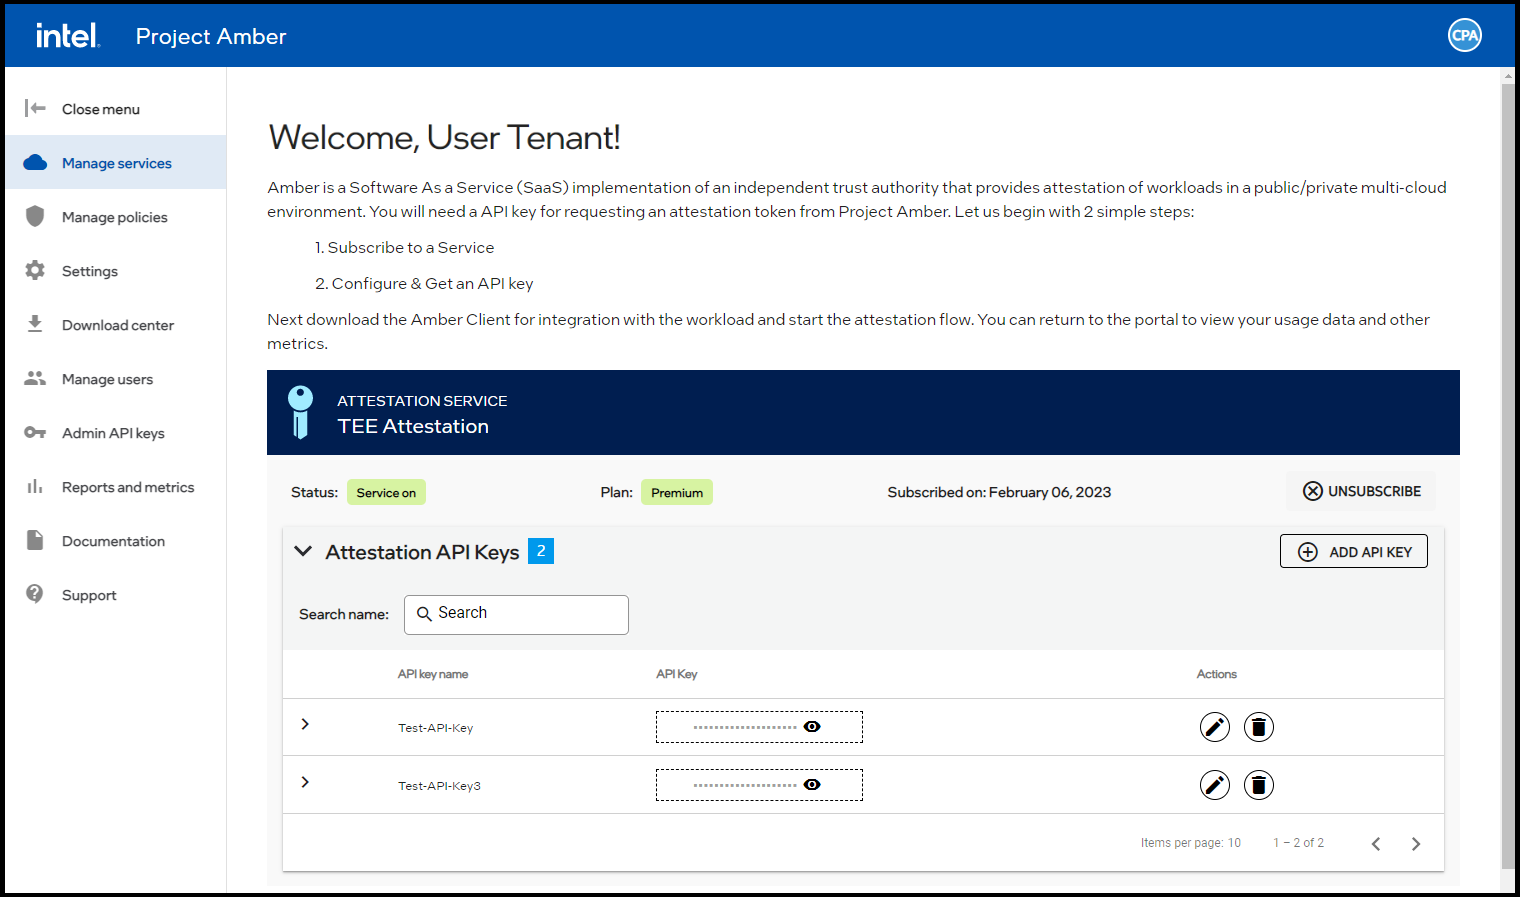 intel. Project Amber CPA
Close menu
Manage services
Manage policies
Settings
Download center
Manage users
Admin API keys
Reports and metrics
Documentation
Support
Welcome, User Tenant!
Amber is a Software As a Service (SaaS) implementation of an independent trust authority that provides attestation of workloads in a public/private multi-cloud
environment. You will need a API key for requesting an attestation token from Project Amber. Let us begin with 2 simple steps:
1. Subscribe to a Service
2. Configure & Get an API key
Next download the Amber Client for integration with the workload and start the attestation flow. You can return to the portal to view your usage data and other
metrics.
ATTESTATION SERVICE
TEE Attestation
Status: Service on Plan: Premium Subscribed on: February 06, 2023 UNSUBSCRIBE
Attestation API Keys 2 ADD API KEY
Search name: Search
API key name API Key Actions
Test-API-Key
Test-API-Key3
Items per page: 10 1 – 2 of 2